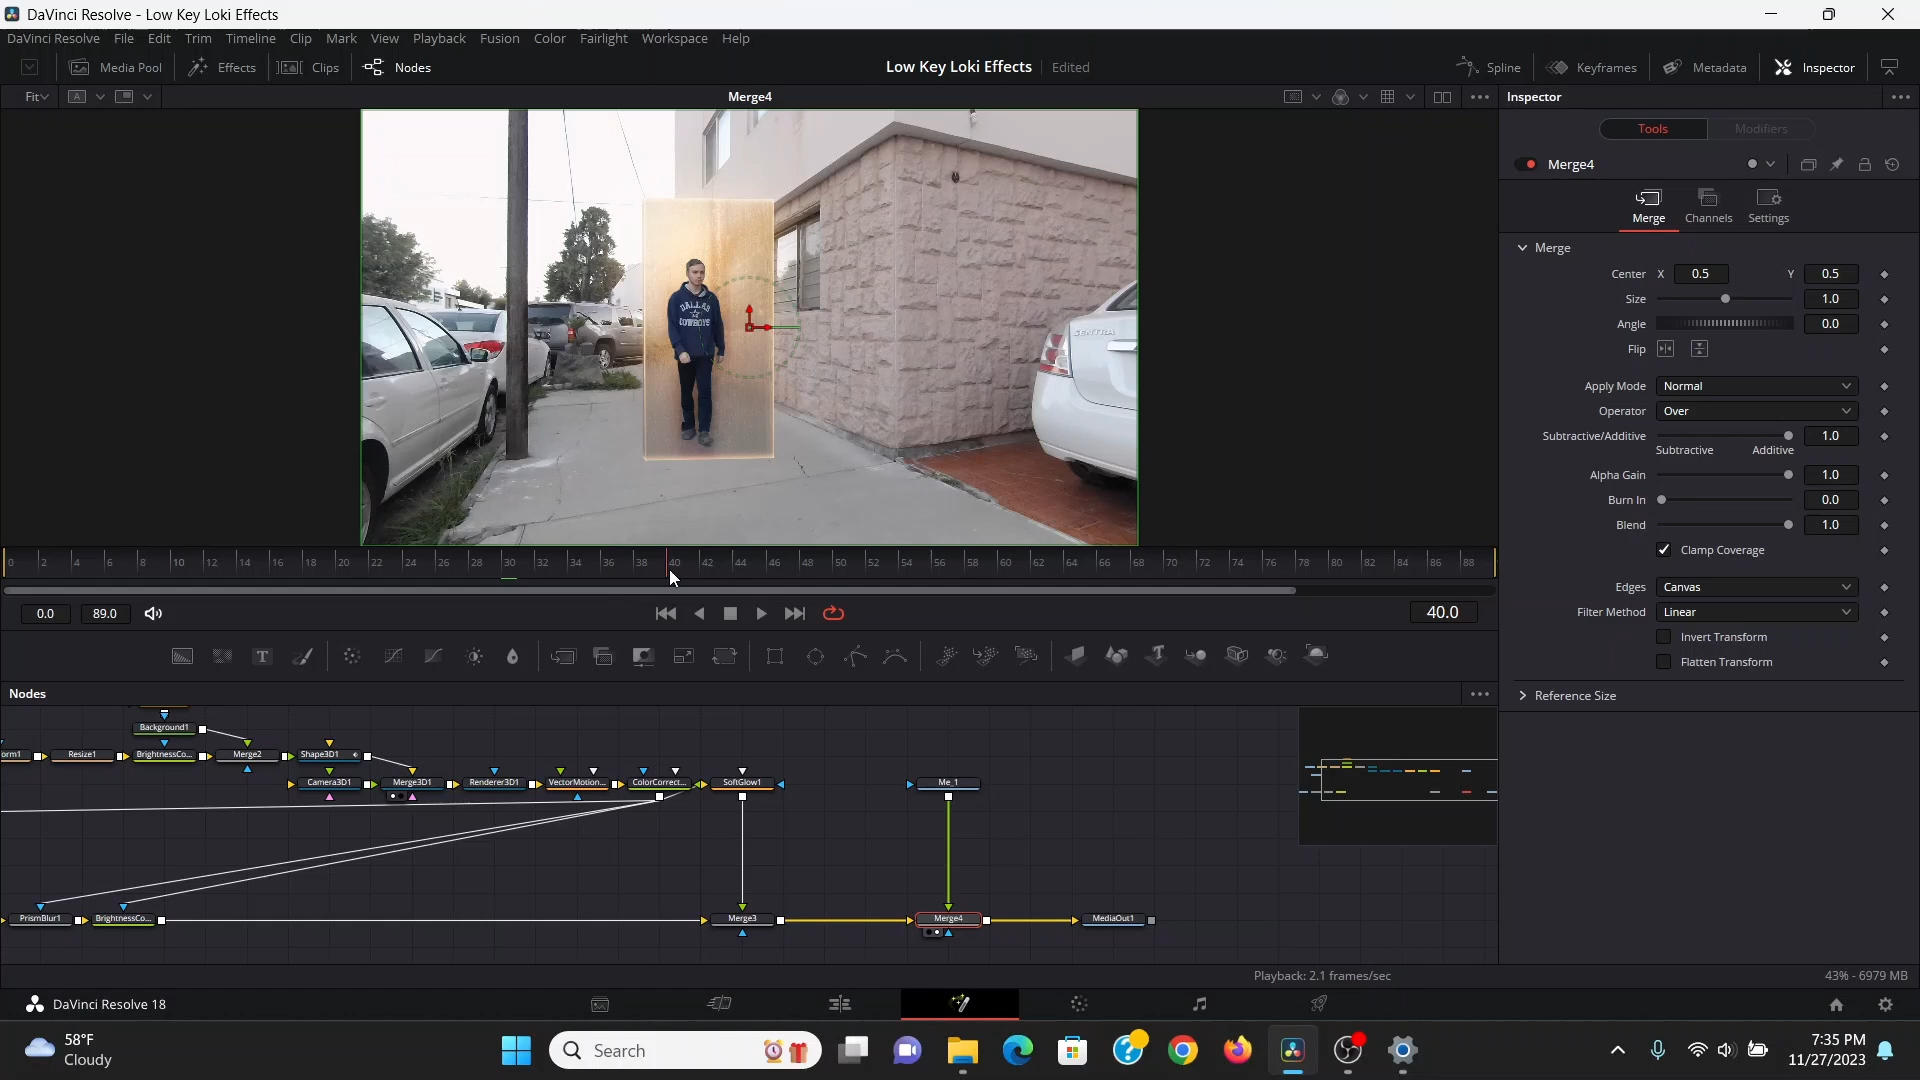 DaVinci Resolve - Low Key Loki Effects
DaVinci Resolve File Edit Trim Timeline Clip Mark View Playback Fusion Color Fairlight Workspace Help
Media Pool Effects Clips Nodes Low Key Loki Effects Edited Spline Keyframes Metadata Inspector
Fit A Merge4 Inspector
Tools Modifiers
Merge4
Merge Channels Settings
Merge
Center X 0.5 Y 0.5
Size 1.0
Angle 0.0
Flip
Apply Mode Normal
Operator Over
Subtractive/Additive 1.0
Subtractive Additive
Alpha Gain 1.0
Burn In 0.0
Blend 1.0
Clamp Coverage
Edges Canvas
Filter Method Linear
Invert Transform
Flatten Transform
Reference Size
DALLAS
COWBOYS
SENTRA
0 2 4 6 8 10 12 14 16 18 20 22 24 26 28 30 32 34 36 38 40 42 44 46 48 50 52 54 56 58 60 62 64 66 68 70 72 74 76 78 80 82 84 86 88
0.0 89.0 40.0
Nodes
Background1
orm1 Resize1 BrightnessCo... Merge2 Shape3D1
Camera3D1 Merge3D1 Renderer3D1 VectorMotion... ColorCorrect... SoftGlow1 Me_1
PrismBlur1 BrightnessCo... Merge3 Merge4 MediaOut1
Playback: 2.1 frames/sec 43% - 6979 MB
DaVinci Resolve 18
58°F
Cloudy
Search
7:35 PM
11/27/2023